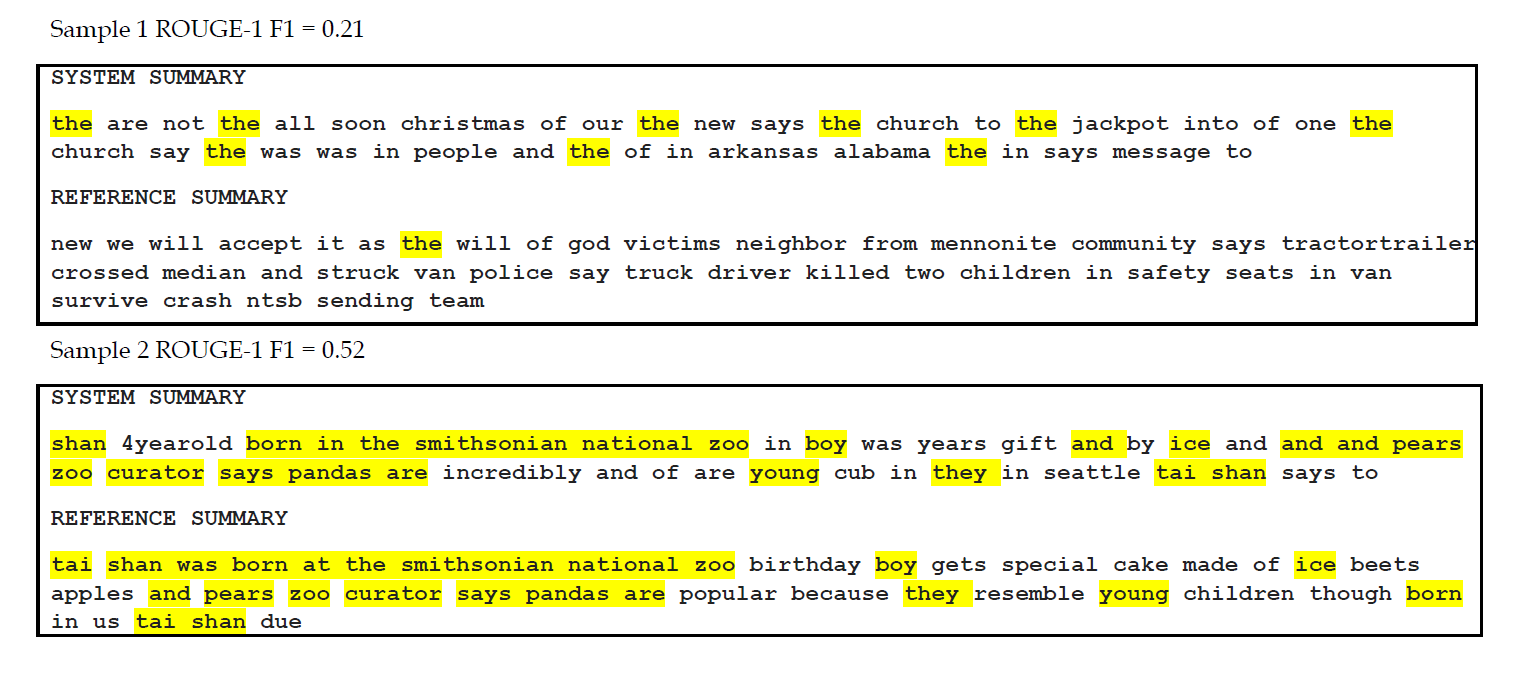 Sample 1 ROUGE-1 F1 = 0.21
SYSTEM SUMMARY
the are not the all soon christmas of our the new says the church to the jackpot into of one the
church say the was was in people and the of in arkansas alabama the in says message to
REFERENCE SUMMARY
new we will accept it as the will of god victims neighbor from mennonite community says tractortrailer
crossed median and struck van police say truck driver killed two children in safety seats in van
survive crash ntsb sending team
Sample 2 ROUGE-1 F1 = 0.52
SYSTEM SUMMARY
shan 4yearold born in the smithsonian national zoo in boy was years gift and by ice and and and pears
zoo curator says pandas are incredibly and of are young cub in they in seattle tai shan says to
REFERENCE SUMMARY
tai shan was born at the smithsonian national zoo birthday boy gets special cake made of ice beets
apples and pears zoo curator says pandas are popular because they resemble young children though born
in us tai shan due